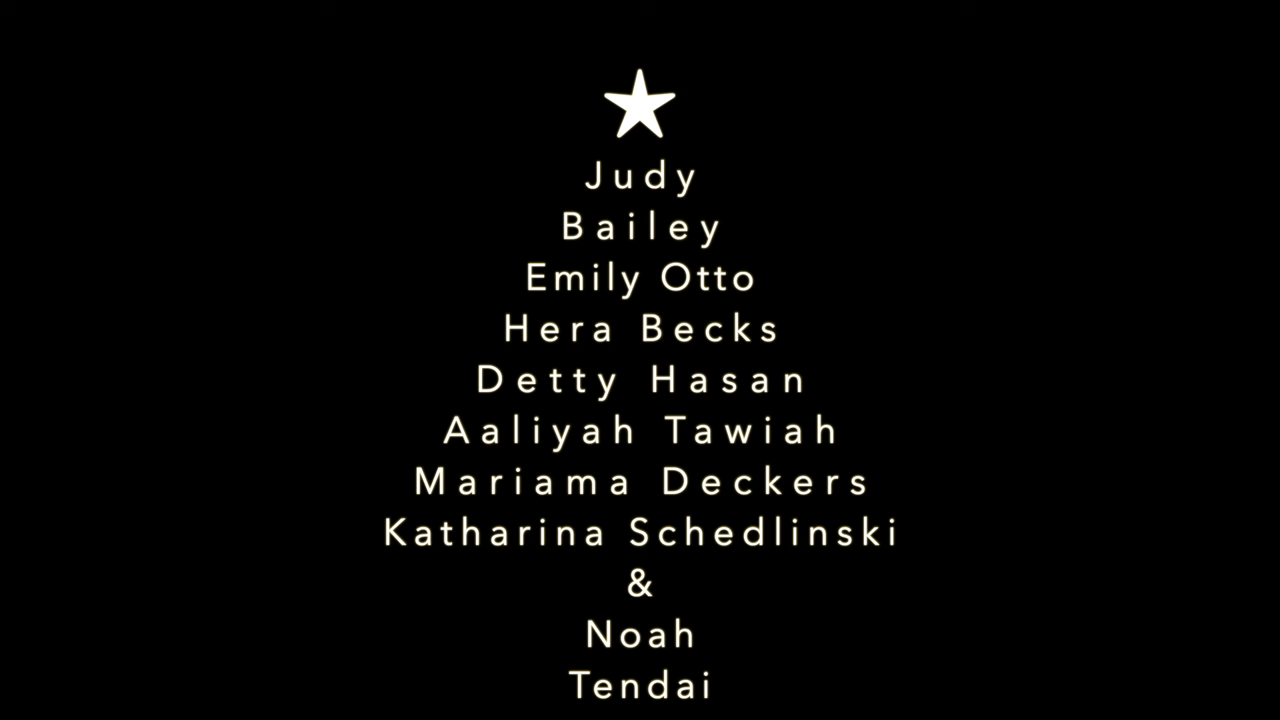 Judy
Bailey
Emily Otto
Hera Becks
Detty Hasan
Aaliyah Tawiah
Mariama Deckers
Katharina Schedlinski
&
Noah
Tendai